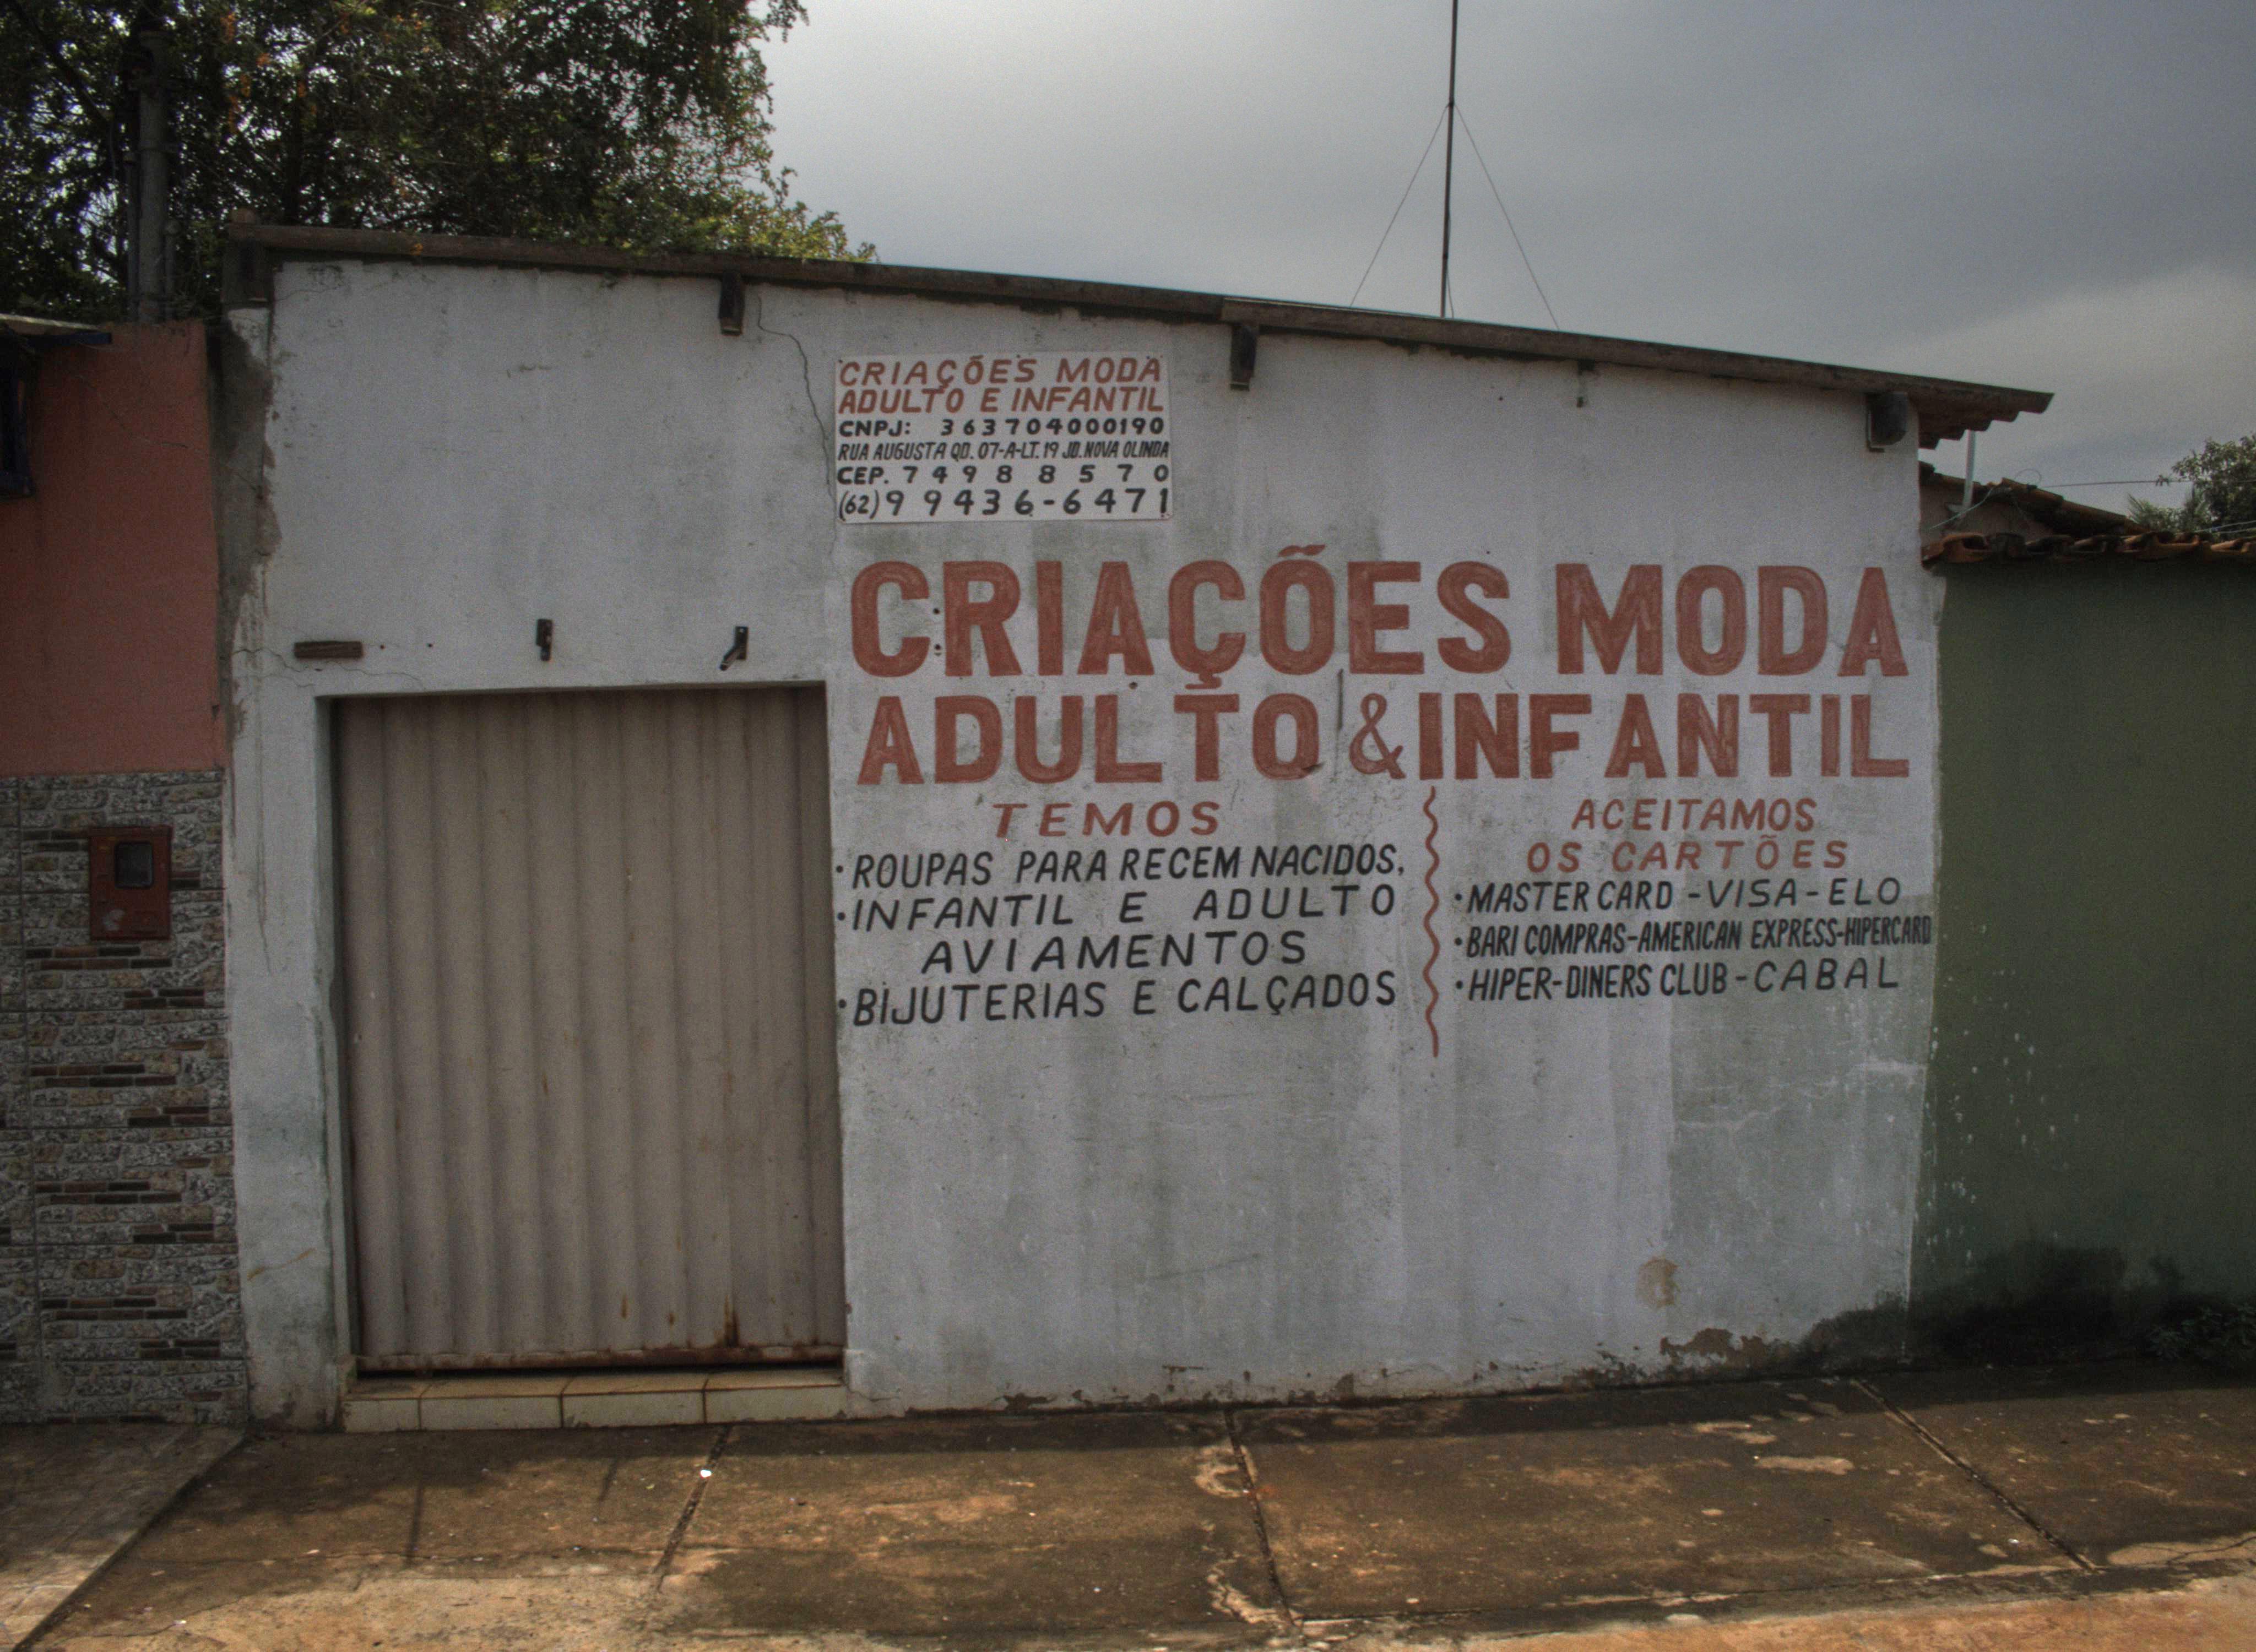 CRIAÇÕES MODA
ADULTO E INFANTIL
CNPJ: 363704000190
RUA AUGUSTA QD. 07-A-LT. 19 JD. NOVA OLINDA
CEP. 74988570
(62) 99436-6471
CRIAÇÕES MODA
ADULTO & INFANTIL
TEMOS
• ROUPAS PARA RECEM NACIDOS,
• INFANTIL E ADULTO
AVIAMENTOS
• BIJUTERIAS E CALÇADOS
ACEITAMOS
OS CARTÕES
• MASTER CARD - VISA - ELO
• BARI COMPRAS-AMERICAN EXPRESS-HIPERCARD
• HIPER-DINERS CLUB - CABAL